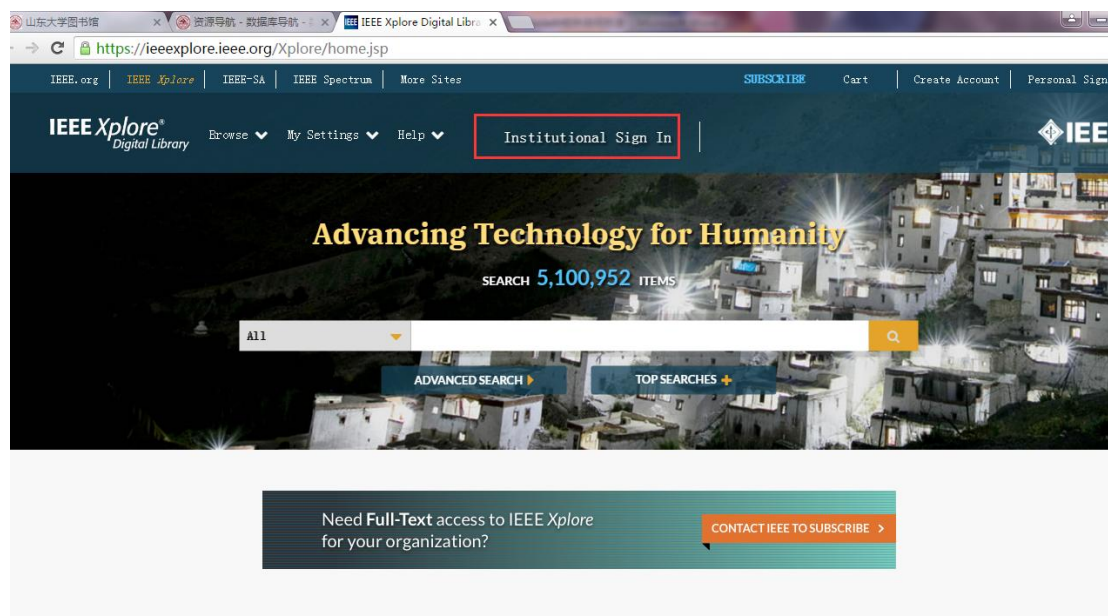 山东大学图书馆
资源导航 - 数据库导航 -
IEEE Xplore Digital Libra
https://ieeexplore.ieee.org/Xplore/home.jsp
IEEE.org | IEEE Xplore | IEEE-SA | IEEE Spectrum | More Sites SUBSCRIBE Cart | Create Account | Personal Sign
IEEE Xplore® Browse My Settings Help Institutional Sign In IEEE
Digital Library
Advancing Technology for Humanity
SEARCH 5,100,952 ITEMS
All
ADVANCED SEARCH TOP SEARCHES
Need Full-Text access to IEEE Xplore
for your organization?
CONTACT IEEE TO SUBSCRIBE